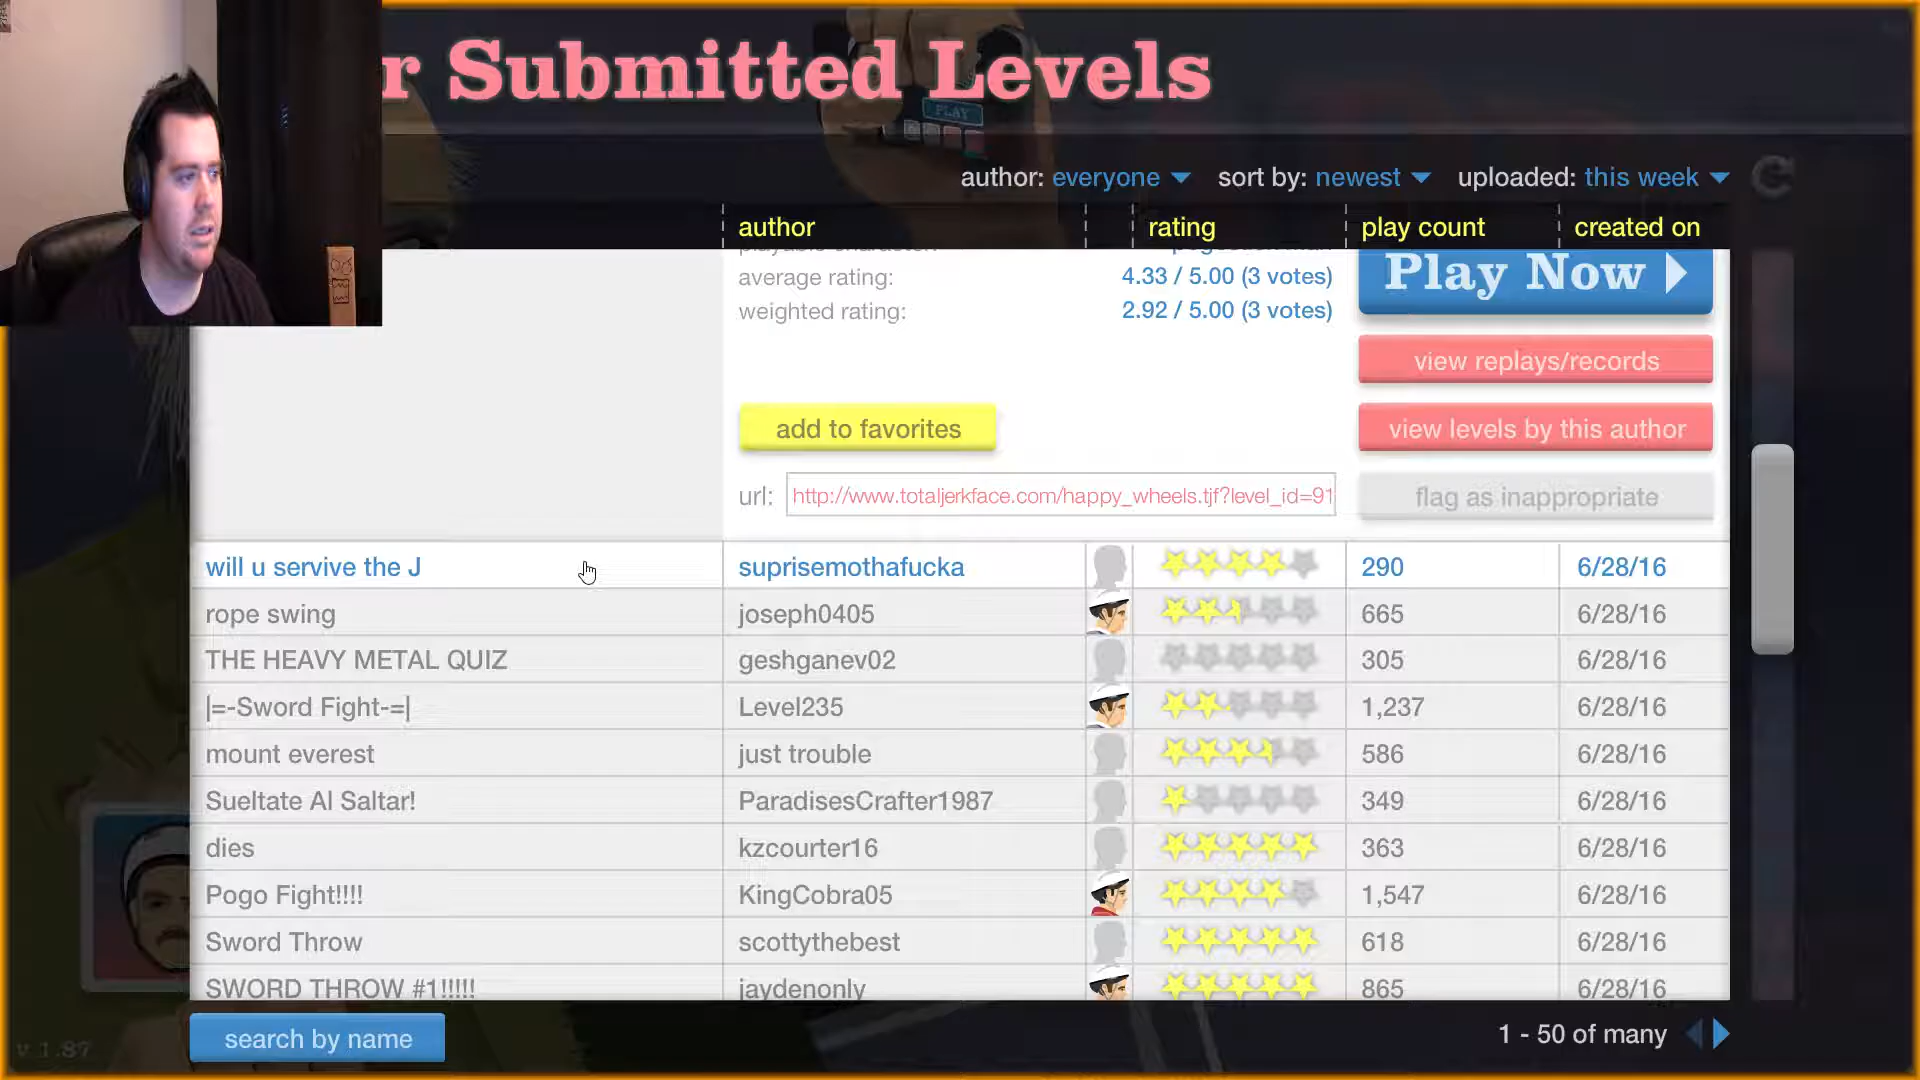 r Submitted Levels
PLAY
author: everyone sort by: newest uploaded: this week
author rating play count created on
average rating: 4.33 / 5.00 (3 votes)
Play Now
weighted rating: 2.92 / 5.00 (3 votes)
view replays/records
add to favorites
view levels by this author
url: http://www.totaljerkface.com/happy_wheels.tjf?level_id=91
flag as inappropriate
will u servive the J suprisemothafucka 290 6/28/16
rope swing joseph0405 665 6/28/16
THE HEAVY METAL QUIZ geshganev02 305 6/28/16
|=-Sword Fight-=| Level235 1,237 6/28/16
mount everest just trouble 586 6/28/16
Sueltate Al Saltar! ParadisesCrafter1987 349 6/28/16
dies kzcourter16 363 6/28/16
Pogo Fight!!!! KingCobra05 1,547 6/28/16
Sword Throw scottythebest 618 6/28/16
SWORD THROW #1!!!!! jaydenonly 865 6/28/16
search by name
1 - 50 of many
v 1.87